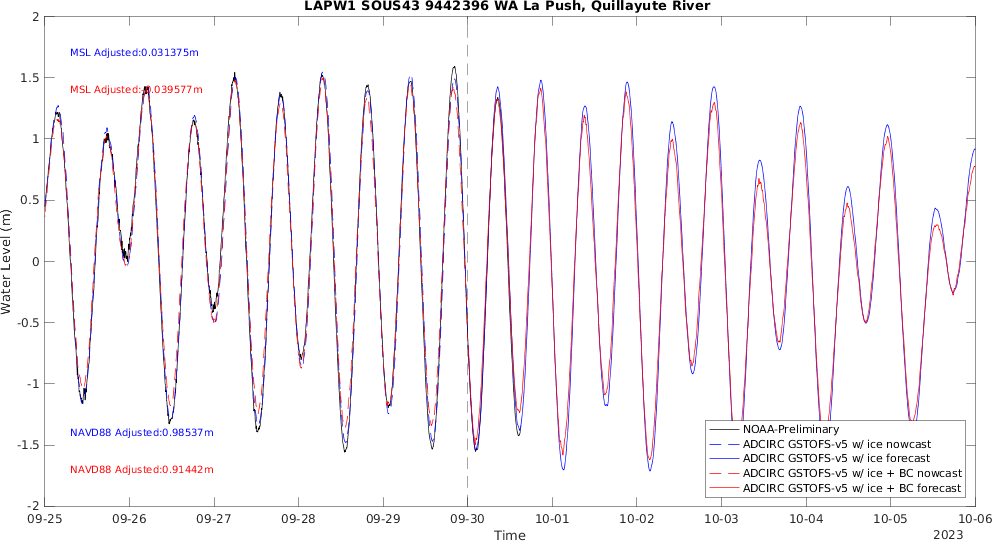 LAPW1 SOUS43 9442396 WA La Push, Quillayute River
2
1.5
1
0.5
0
-0.5
-1
-1.5
-2
Water Level (m)
MSL Adjusted:0.031375m
MSL Adjusted:-0.039577m
NAVD88 Adjusted:0.98537m
NAVD88 Adjusted:0.91442m
NOAA-Preliminary
ADCIRC GSTOFS-v5 w/ ice nowcast
ADCIRC GSTOFS-v5 w/ ice forecast
ADCIRC GSTOFS-v5 w/ ice + BC nowcast
ADCIRC GSTOFS-v5 w/ ice + BC forecast
09-25 09-26 09-27 09-28 09-29 09-30 10-01 10-02 10-03 10-04 10-05 10-06
Time
2023